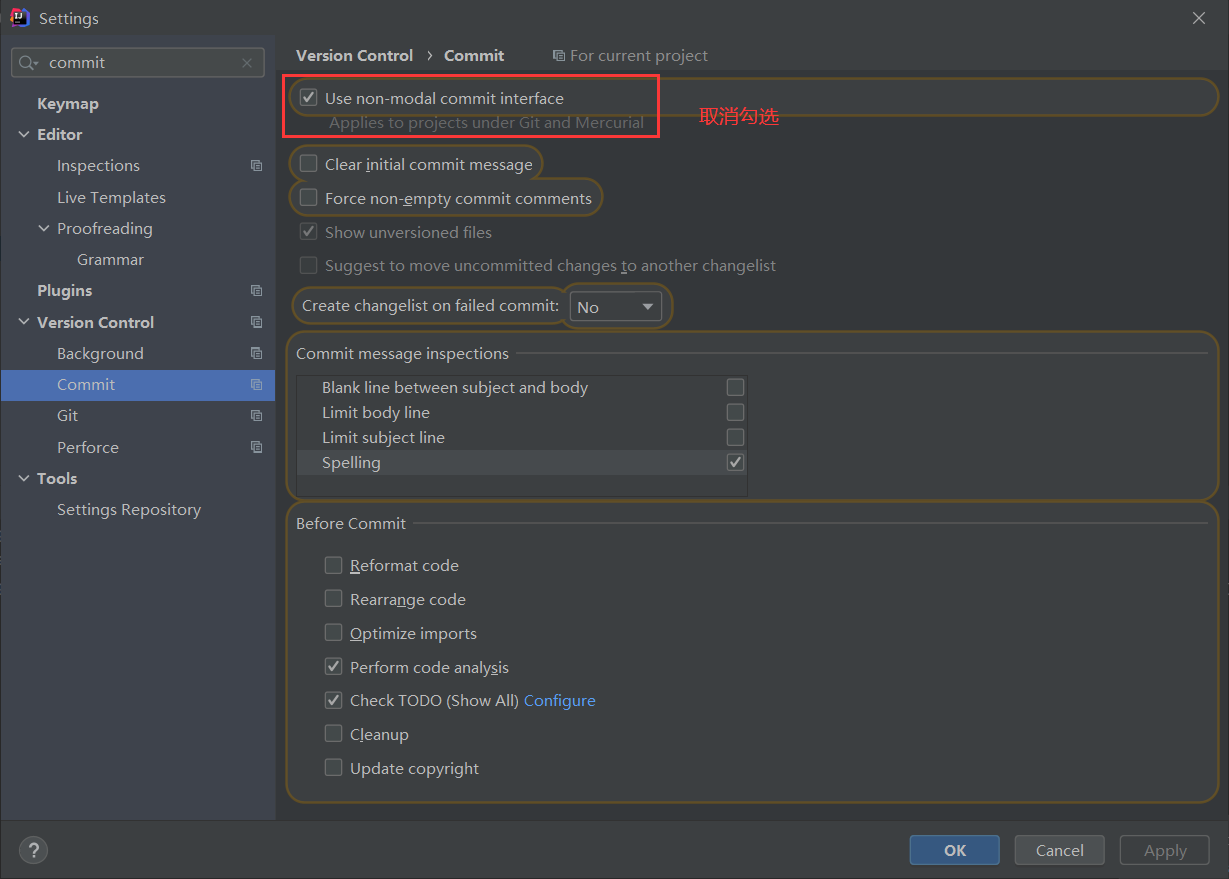 Settings
commit
Keymap
Editor
Inspections
Live Templates
Proofreading
Grammar
Plugins
Version Control
Background
Commit
Git
Perforce
Tools
Settings Repository
Version Control › Commit For current project
Use non-modal commit interface
取消勾选
Applies to projects under Git and Mercurial
Clear initial commit message
Force non-empty commit comments
Show unversioned files
Suggest to move uncommitted changes to another changelist
Create changelist on failed commit: No
Commit message inspections
Blank line between subject and body
Limit body line
Limit subject line
Spelling
Before Commit
Reformat code
Rearrange code
Optimize imports
Perform code analysis
Check TODO (Show All) Configure
Cleanup
Update copyright
? OK Cancel Apply